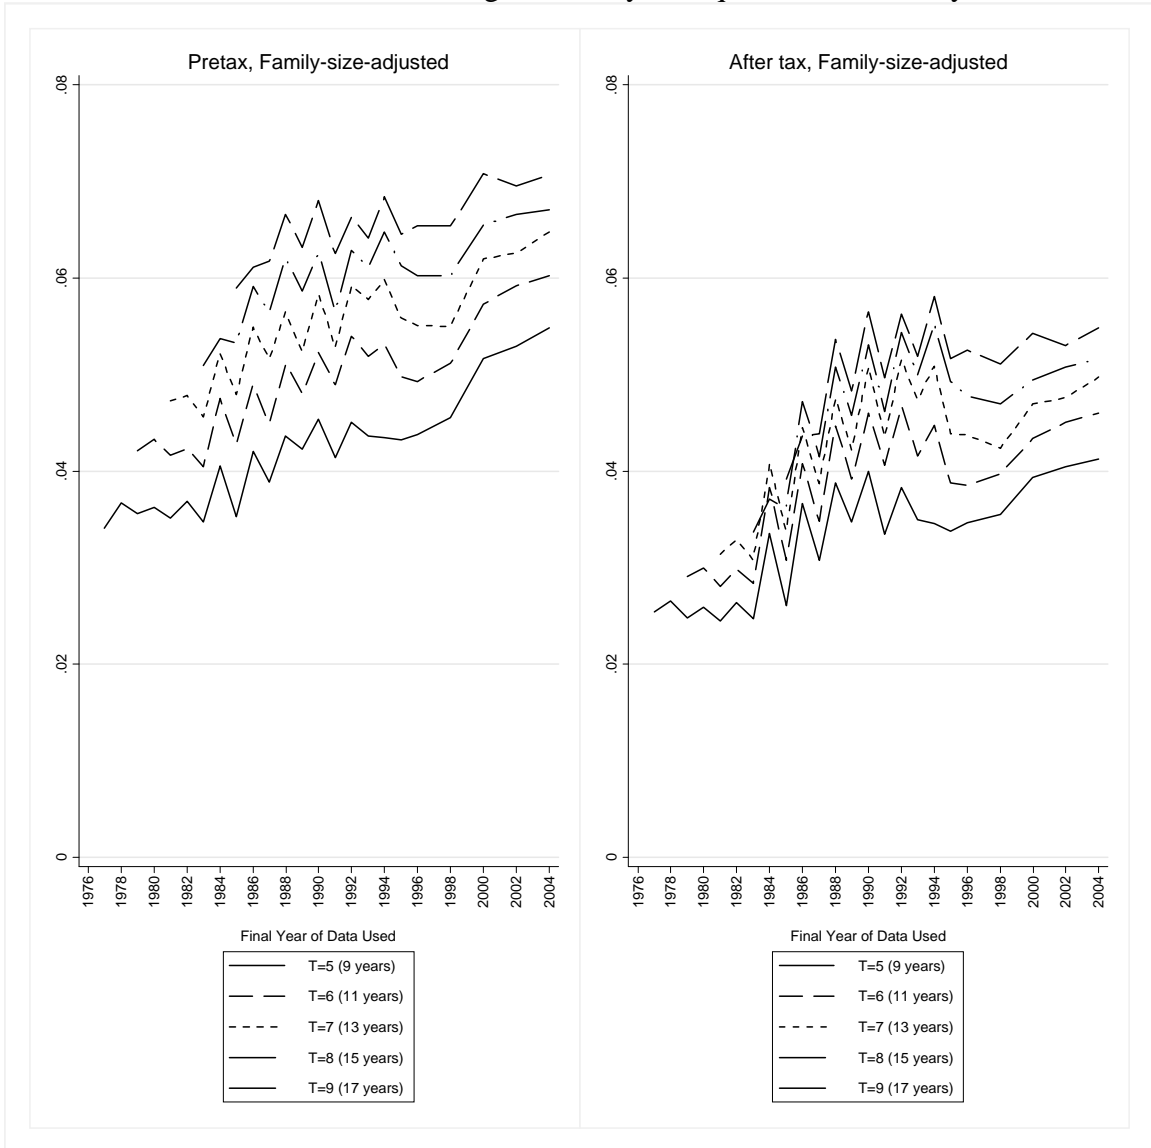 Pretax, Family-size-adjusted
.08
.06
.04
.02
0
1976
1978
1980
1982
1984
1986
1988
1990
1992
1994
1996
1998
2000
2002
2004
Final Year of Data Used
T=5 (9 years)
T=6 (11 years)
T=7 (13 years)
T=8 (15 years)
T=9 (17 years)
After tax, Family-size-adjusted
.08
.06
.04
.02
0
1976
1978
1980
1982
1984
1986
1988
1990
1992
1994
1996
1998
2000
2002
2004
Final Year of Data Used
T=5 (9 years)
T=6 (11 years)
T=7 (13 years)
T=8 (15 years)
T=9 (17 years)